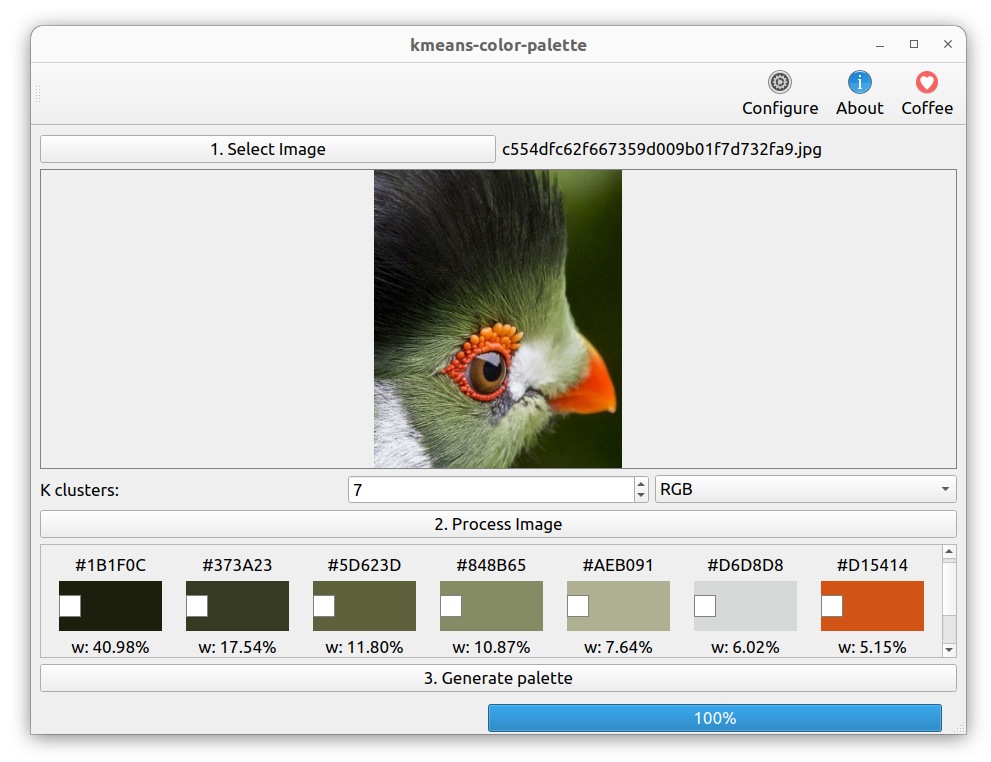 kmeans-color-palette
Configure About Coffee
1. Select Image c554dfc62f667359d009b01f7d732fa9.jpg
K clusters: 7 RGB
2. Process Image
#1B1F0C #373A23 #5D623D #848B65 #AEB091 #D6D8D8 #D15414
w: 40.98% w: 17.54% w: 11.80% w: 10.87% w: 7.64% w: 6.02% w: 5.15%
3. Generate palette
100%